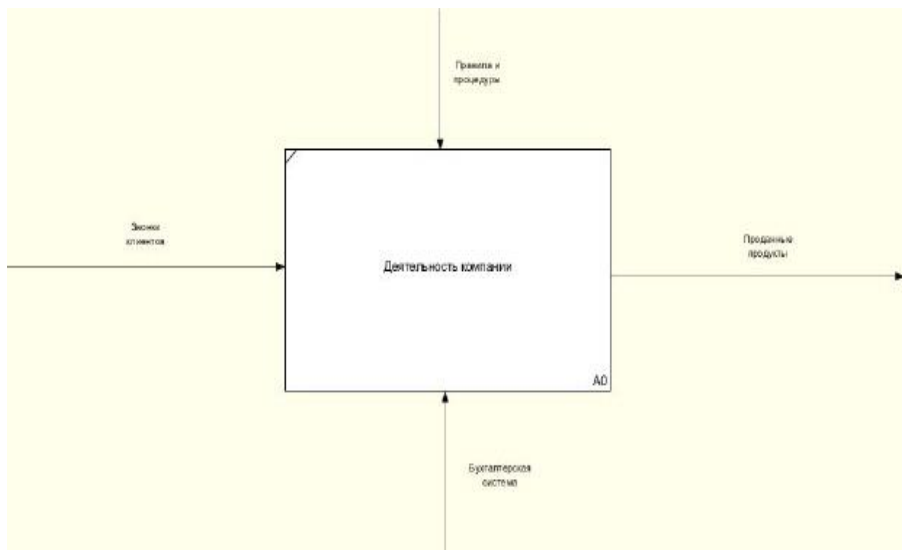 Правила и
процедуры
Звонки
клиентов
Деятельность компании
Проданные
продукты
A0
Бухгалтерская
система